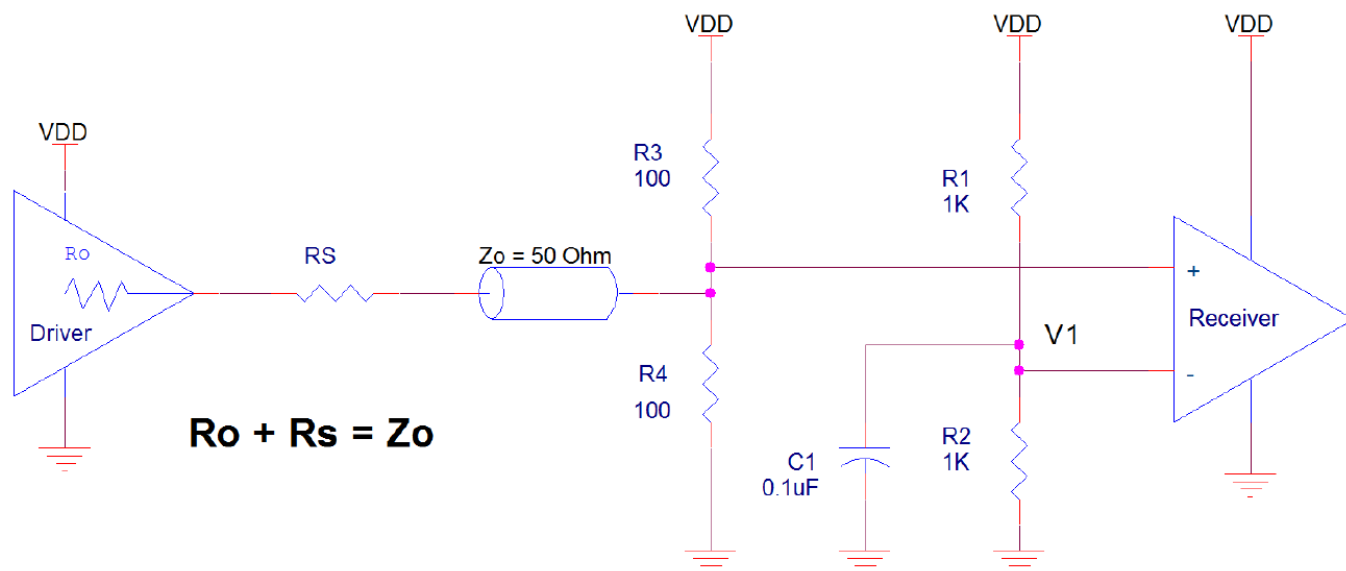 VDD
VDD
VDD
VDD
R3
100
R1
1K
Ro
RS
Zo = 50 Ohm
+
Driver
Receiver
V1
-
R4
100
Ro + Rs = Zo
R2
1K
C1
0.1uF